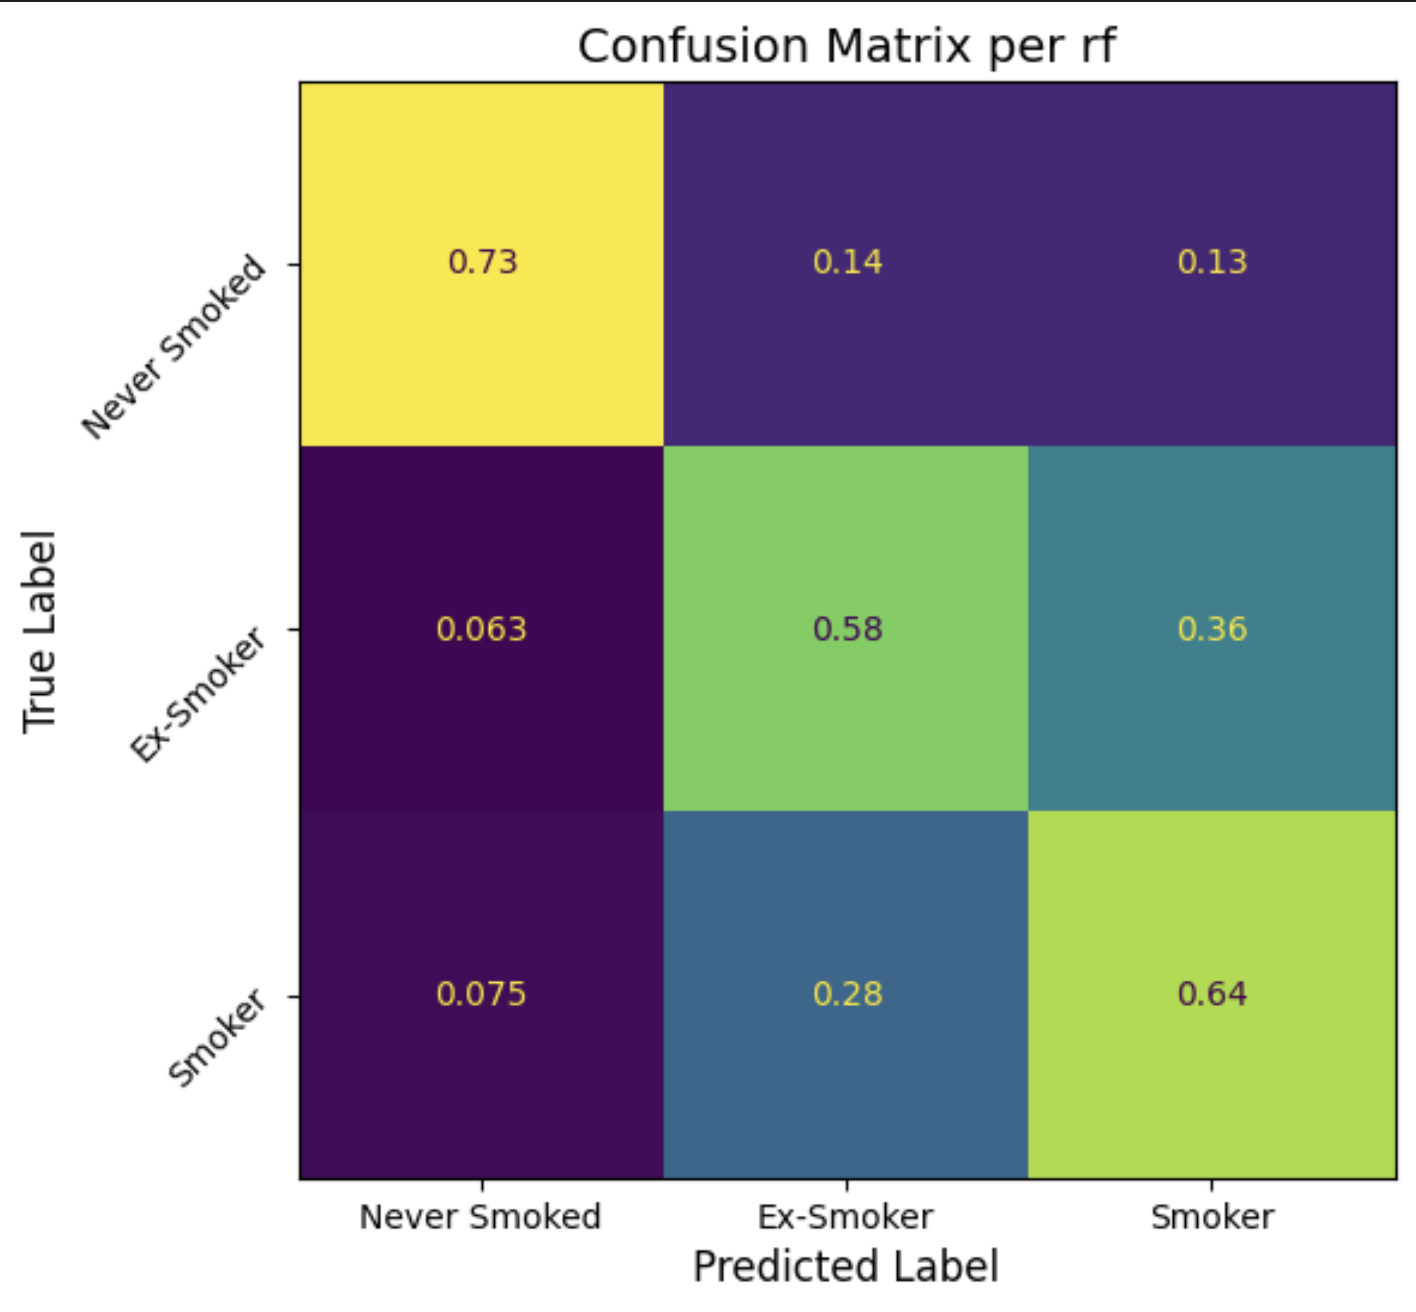 Confusion Matrix per rf
True Label
Never Smoked
0.73 0.14 0.13
Ex-Smoker
0.063 0.58 0.36
Smoker
0.075 0.28 0.64
Never Smoked Ex-Smoker Smoker
Predicted Label